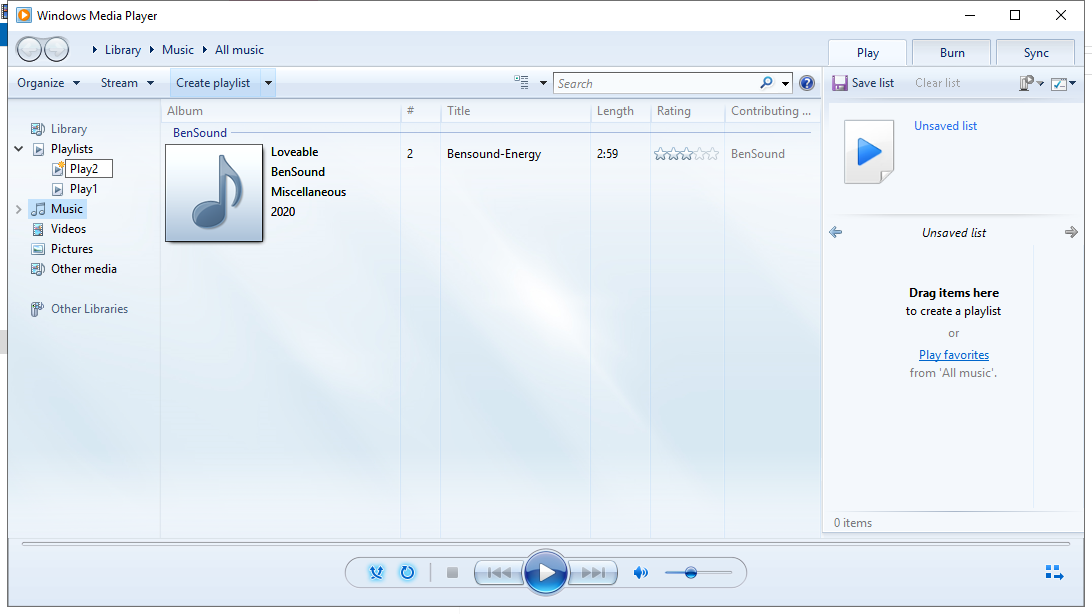 Windows Media Player
Library Music All music
Play Burn Sync
Organize Stream Create playlist Search Save list Clear list
Album # Title Length Rating Contributing ...
BenSound
Loveable 2 Bensound-Energy 2:59 BenSound
BenSound
Miscellaneous
2020
Library
Playlists
Play2
Play1
Music
Videos
Pictures
Other media
Other Libraries
Unsaved list
Unsaved list
Drag items here
to create a playlist
or
Play favorites
from 'All music'.
0 items